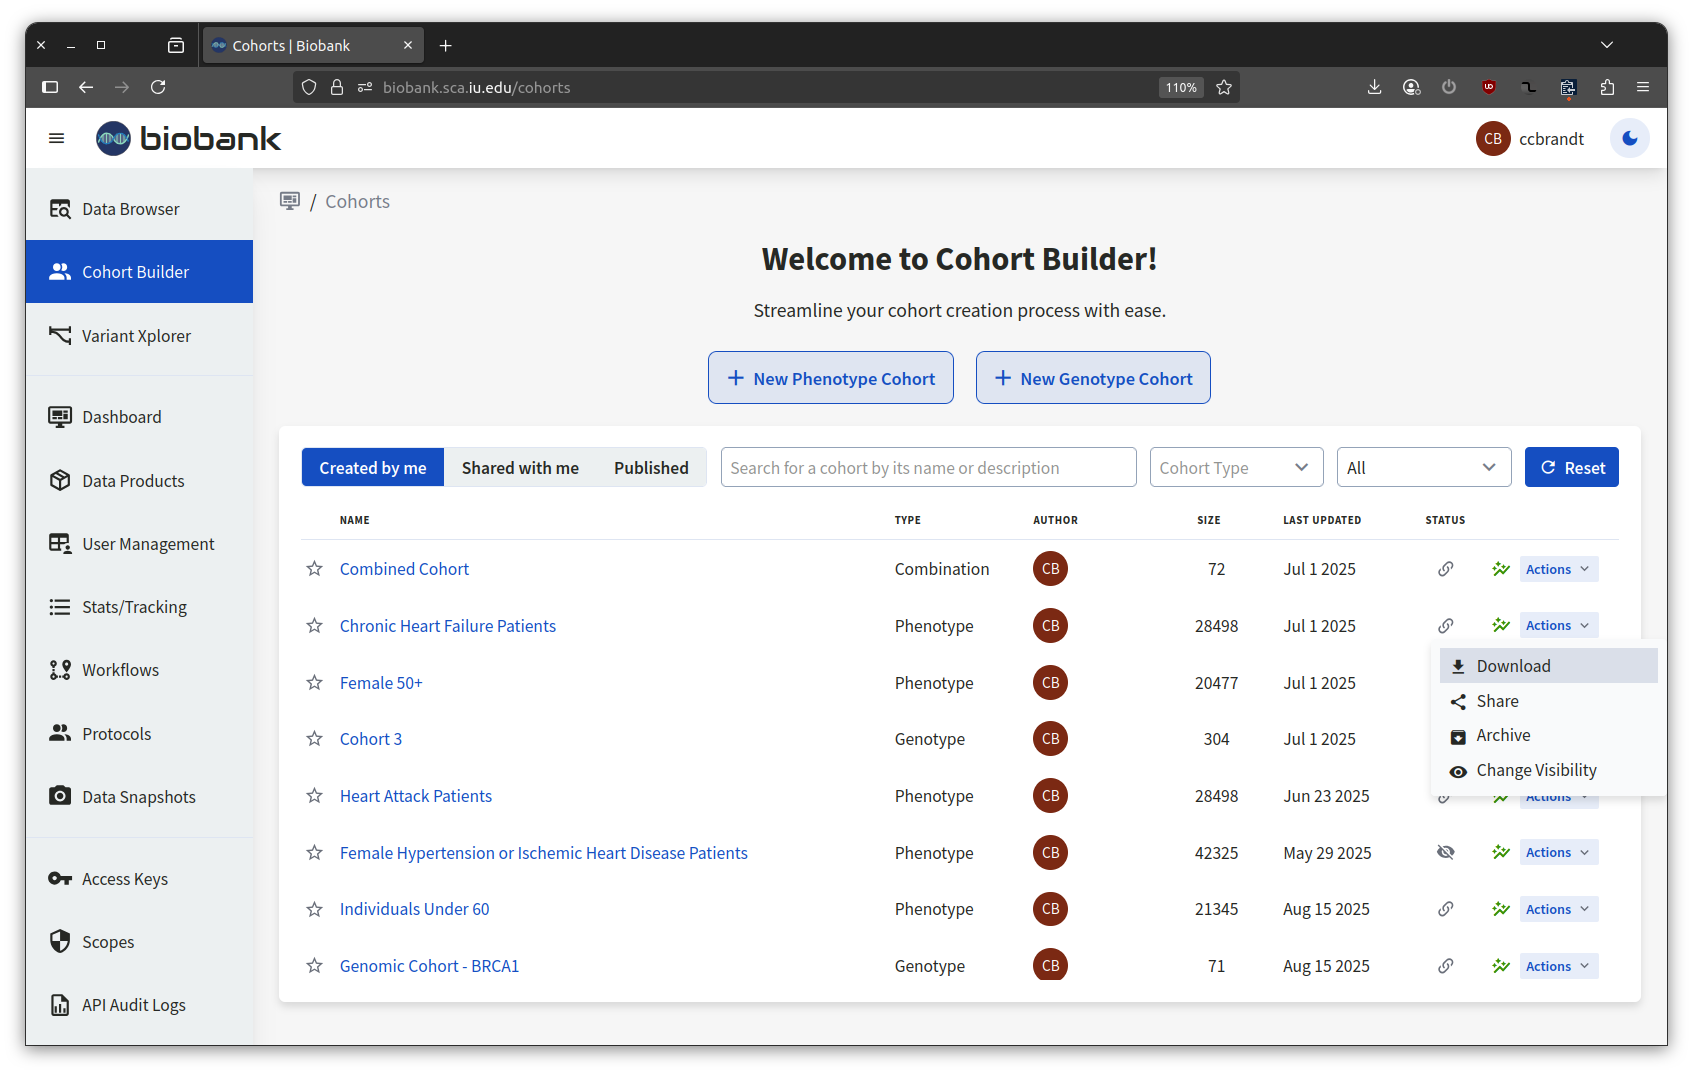 Cohorts | Biobank
biobank.sca.iu.edu/cohorts
110%
biobank
CB ccbrandt
Data Browser
Cohort Builder
Variant Xplorer
Dashboard
Data Products
User Management
Stats/Tracking
Workflows
Protocols
Data Snapshots
Access Keys
Scopes
API Audit Logs
/ Cohorts
Welcome to Cohort Builder!
Streamline your cohort creation process with ease.
+ New Phenotype Cohort + New Genotype Cohort
Created by me Shared with me Published Search for a cohort by its name or description Cohort Type All Reset
NAME TYPE AUTHOR SIZE LAST UPDATED STATUS
Combined Cohort Combination CB 72 Jul 1 2025 Actions
Chronic Heart Failure Patients Phenotype CB 28498 Jul 1 2025 Actions
Female 50+ Phenotype CB 20477 Jul 1 2025
Cohort 3 Genotype CB 304 Jul 1 2025
Heart Attack Patients Phenotype CB 28498 Jun 23 2025 Actions
Female Hypertension or Ischemic Heart Disease Patients Phenotype CB 42325 May 29 2025 Actions
Individuals Under 60 Phenotype CB 21345 Aug 15 2025 Actions
Genomic Cohort - BRCA1 Genotype CB 71 Aug 15 2025 Actions
Download
Share
Archive
Change Visibility